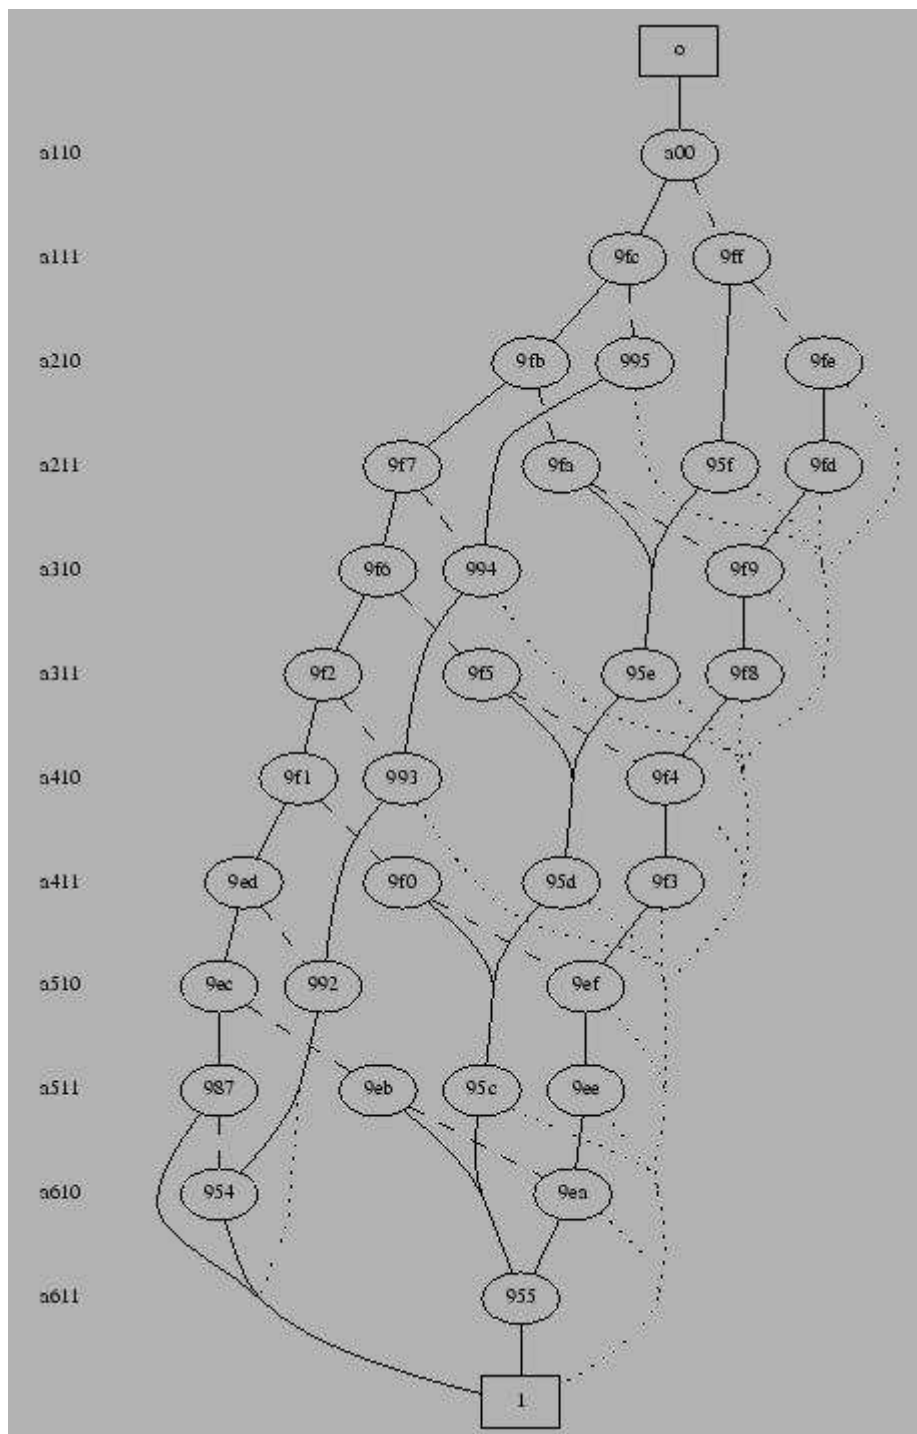 o
a110 a00
a111 9fc 9ff
a210 9fb 995 9fe
a211 9f7 9fa 95f 9fd
a310 9f6 994 9f9
a311 9f2 9f5 95e 9f8
a410 9f1 993 9f4
a411 9ed 9f0 95d 9f3
a510 9ec 992 9ef
a511 987 9eb 95c 9ee
a610 954 9ea
a611 955
1